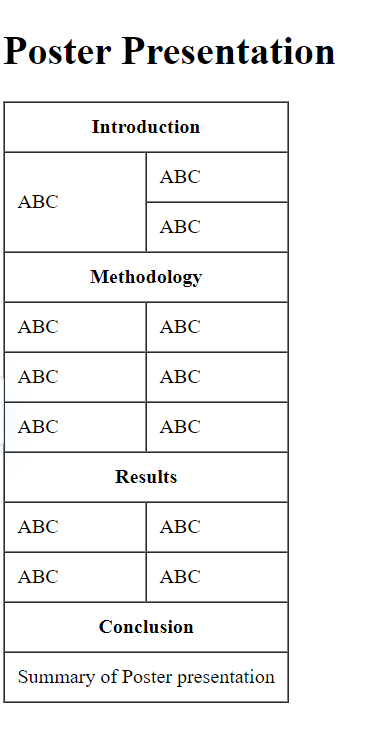 Poster Presentation
Introduction
ABC ABC
ABC
Methodology
ABC ABC
ABC ABC
ABC ABC
Results
ABC ABC
ABC ABC
Conclusion
Summary of Poster presentation